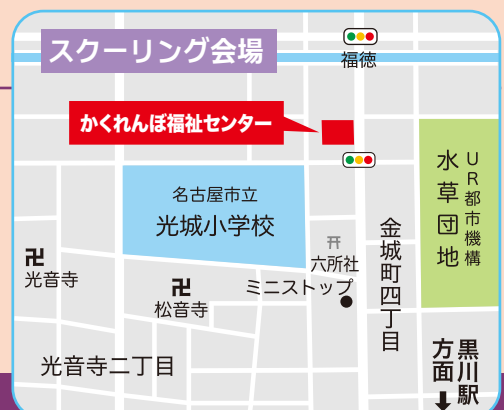 スクーリング会場
福徳
かくれんぼ福祉センター
名古屋市立
光城小学校
UR都市機構
水草団地
六所社
金城町四丁目
光音寺
松音寺
ミニストップ
光音寺二丁目
黒川駅
方面